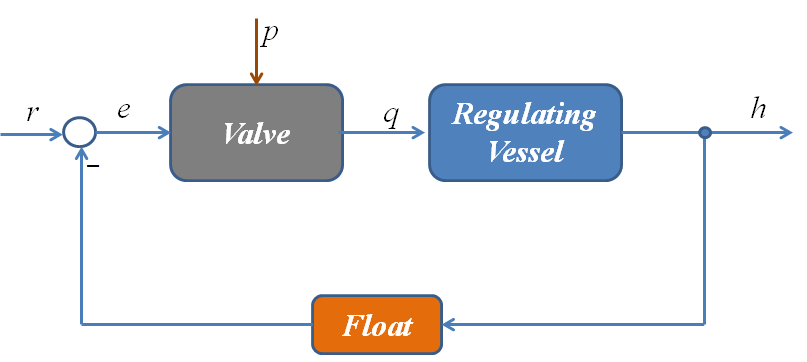 p
r
e
Valve
q
Regulating
Vessel
h
–
Float